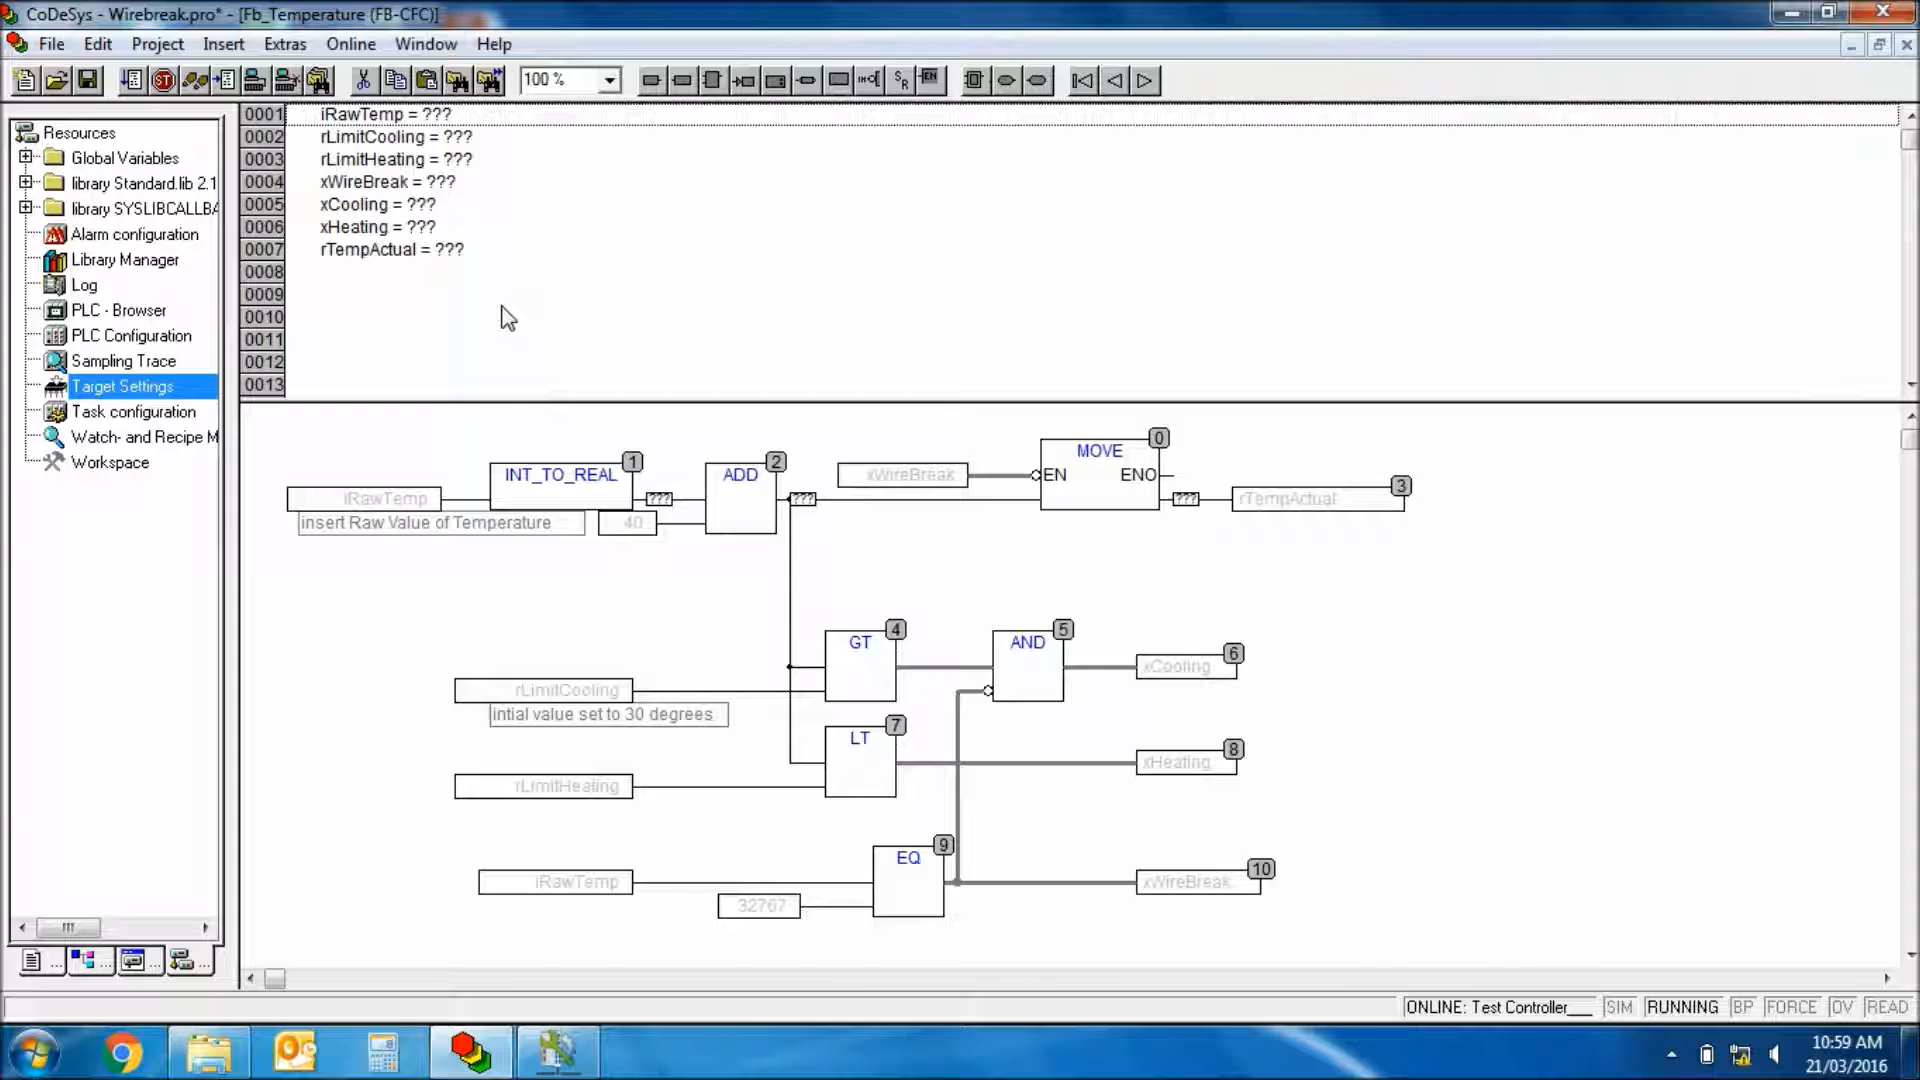 CoDeSys - Wirebreak.pro* - [Fb_Temperature (FB-CFC)]
File Edit Project Insert Extras Online Window Help
100 %
Resources
Global Variables
library Standard.lib 2.1
library SYSLIBCALLBA
Alarm configuration
Library Manager
Log
PLC - Browser
PLC Configuration
Sampling Trace
Target Settings
Task configuration
Watch- and Recipe M
Workspace
0001 iRawTemp = ???
0002 rLimitCooling = ???
0003 rLimitHeating = ???
0004 xWireBreak = ???
0005 xCooling = ???
0006 xHeating = ???
0007 rTempActual = ???
0008
0009
0010
0011
0012
0013
iRawTemp
insert Raw Value of Temperature
INT_TO_REAL
1
???
40
ADD
2
???
xWireBreak
MOVE
0
EN ENO
???
rTempActual
3
GT
4
AND
5
xCooling
6
rLimitCooling
intial value set to 30 degrees
LT
7
xHeating
8
rLimitHeating
EQ
9
iRawTemp
32767
xWireBreak
10
ONLINE: Test Controller___ SIM RUNNING BP FORCE OV READ
10:59 AM
21/03/2016